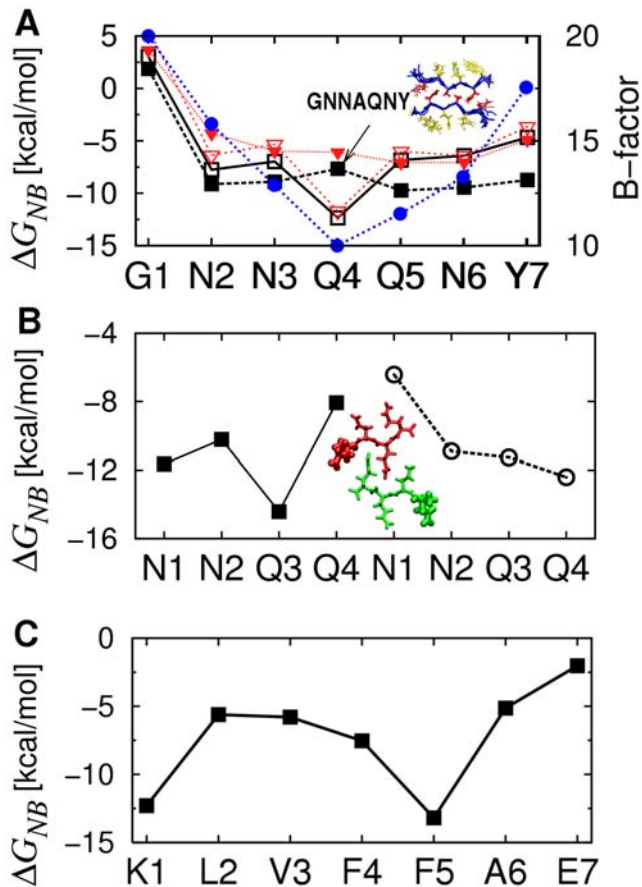 A
ΔG_NB [kcal/mol]
5
0
−5
−10
−15
20
15
10
B−factor
GNNAQNY
G1 N2 N3 Q4 Q5 N6 Y7
B
ΔG_NB [kcal/mol]
−4
−8
−12
−16
N1 N2 Q3 Q4 N1 N2 Q3 Q4
C
ΔG_NB [kcal/mol]
0
−5
−10
−15
K1 L2 V3 F4 F5 A6 E7